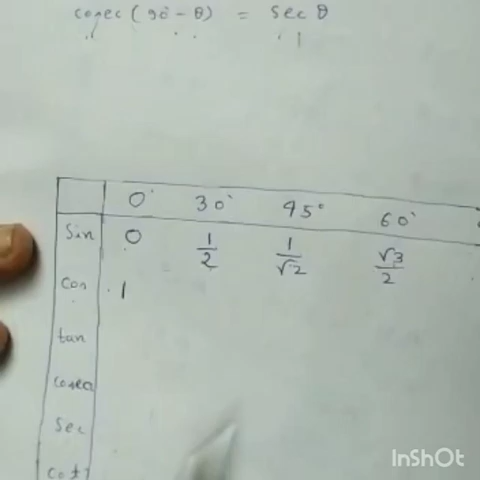 cosec (90° - θ) = sec θ
0° 30° 45° 60°
Sin 0 1/2 1/√2 √3/2
Cos 1
tan
Cosec
Sec
Cot
InShOt